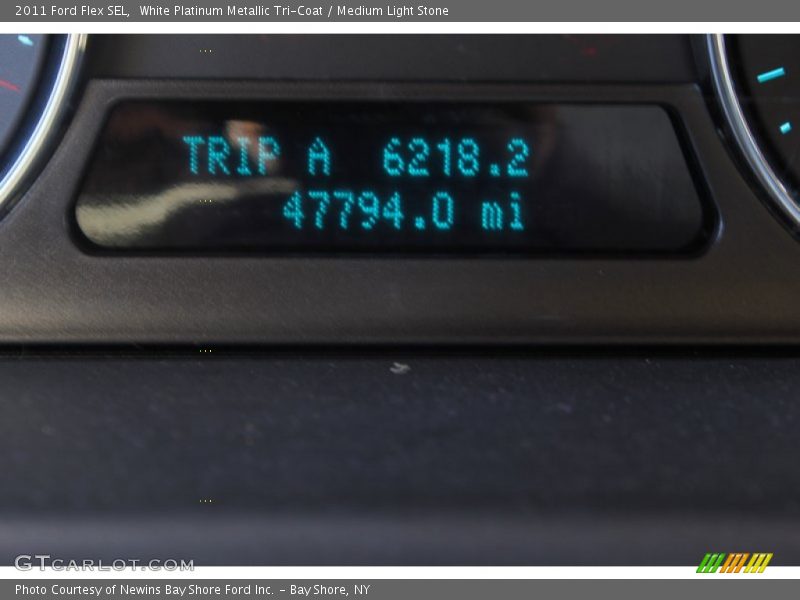 2011 Ford Flex SEL,  White Platinum Metallic Tri-Coat / Medium Light Stone
TRIP A 6218.2
47794.0 mi
GTCARLOT.COM
Photo Courtesy of Newins Bay Shore Ford Inc. - Bay Shore, NY